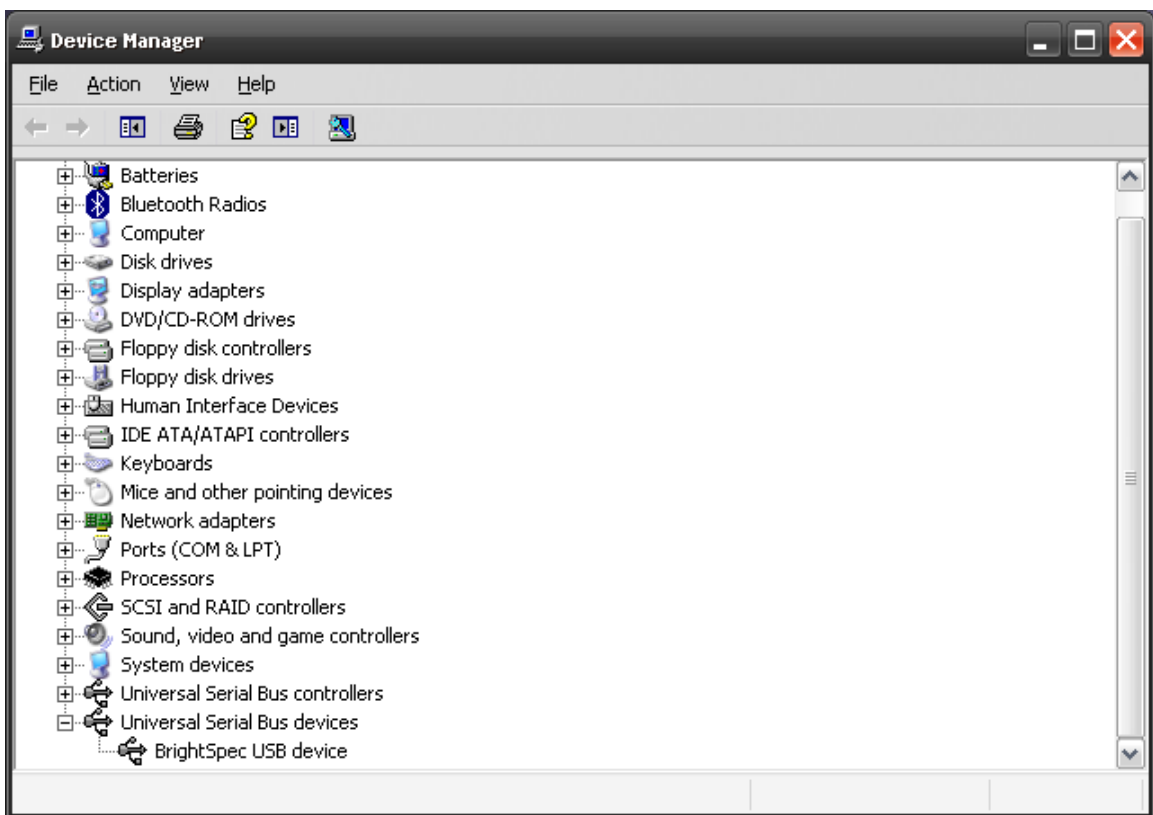 Device Manager
File Action View Help
Batteries
Bluetooth Radios
Computer
Disk drives
Display adapters
DVD/CD-ROM drives
Floppy disk controllers
Floppy disk drives
Human Interface Devices
IDE ATA/ATAPI controllers
Keyboards
Mice and other pointing devices
Network adapters
Ports (COM & LPT)
Processors
SCSI and RAID controllers
Sound, video and game controllers
System devices
Universal Serial Bus controllers
Universal Serial Bus devices
BrightSpec USB device